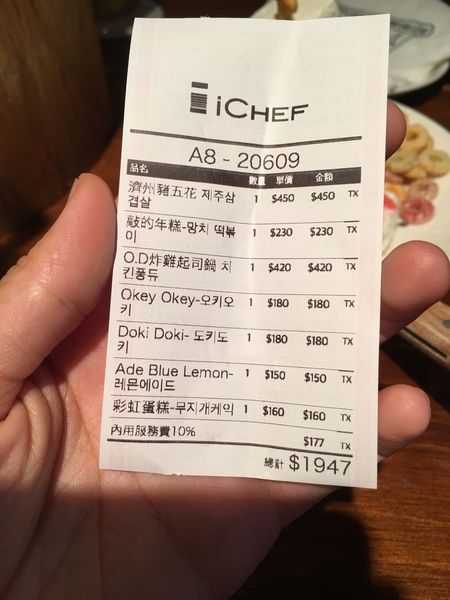 iCHEF
A8 - 20609
品名 數量 單價 金額
濟州豬五花 제주삼 1 $450 $450 TX
겹살
敲的年糕-망치 떡볶 1 $230 $230 TX
이
O.D炸雞起司鍋 치 1 $420 $420 TX
킨퐁듀
Okey Okey-오키오 1 $180 $180 TX
키
Doki Doki- 도키도 1 $180 $180 TX
키
Ade Blue Lemon- 1 $150 $150 TX
레몬에이드
彩虹蛋糕-무지개케익 1 $160 $160 TX
內用服務費10% $177 TX
總計 $1947